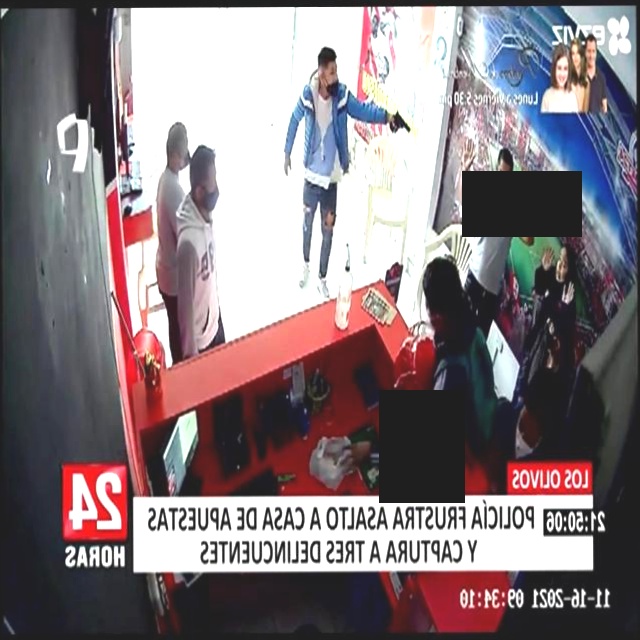 EZVIZ
Lunes a viernes 5:30 pm
LOS OLIVOS
24
HORAS
POLICÍA FRUSTRA ASALTO A CASA DE APUESTAS
Y CAPTURA A TRES DELINCUENTES
21:50:06
11-16-2021 09:34:10